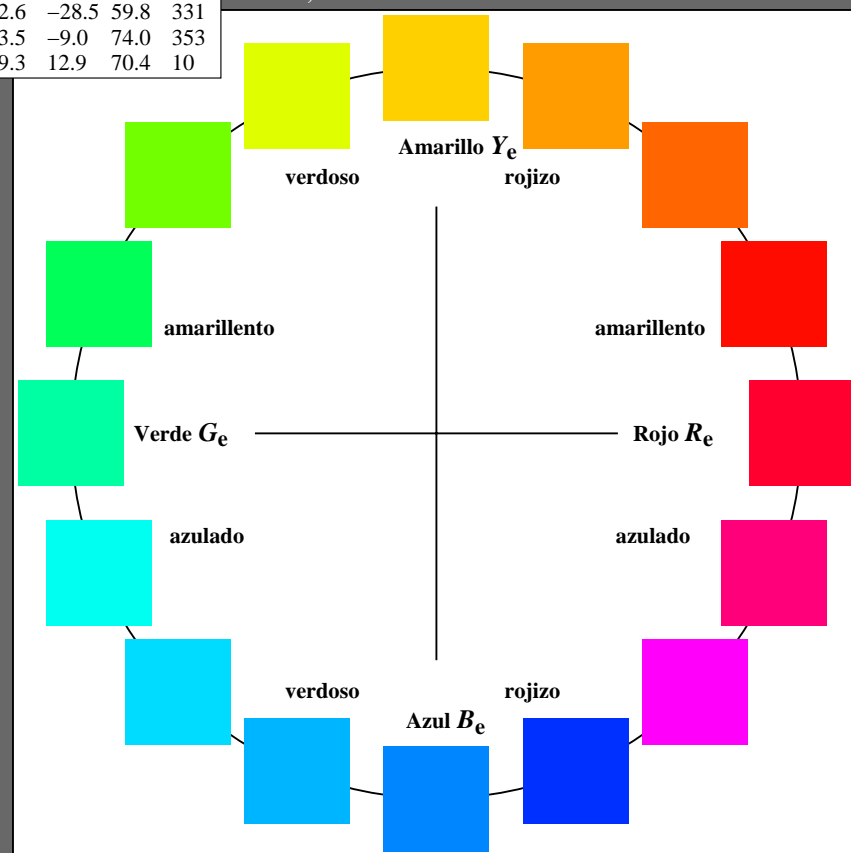 −28.5 59.8 331
−9.0 74.0 353
12.9 70.4 10
Amarillo Ye
verdoso rojizo
amarillento amarillento
Verde Ge Rojo Re
azulado azulado
verdoso rojizo
Azul Be